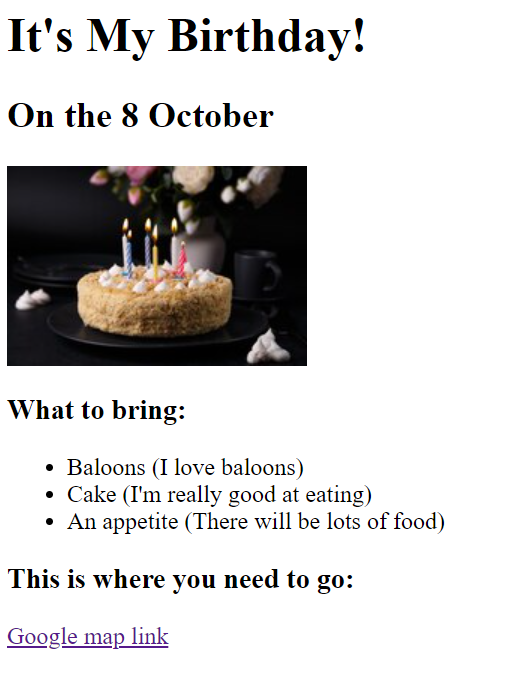 It's My Birthday!
On the 8 October
What to bring:
Baloons (I love baloons)
Cake (I'm really good at eating)
An appetite (There will be lots of food)
This is where you need to go:
Google map link